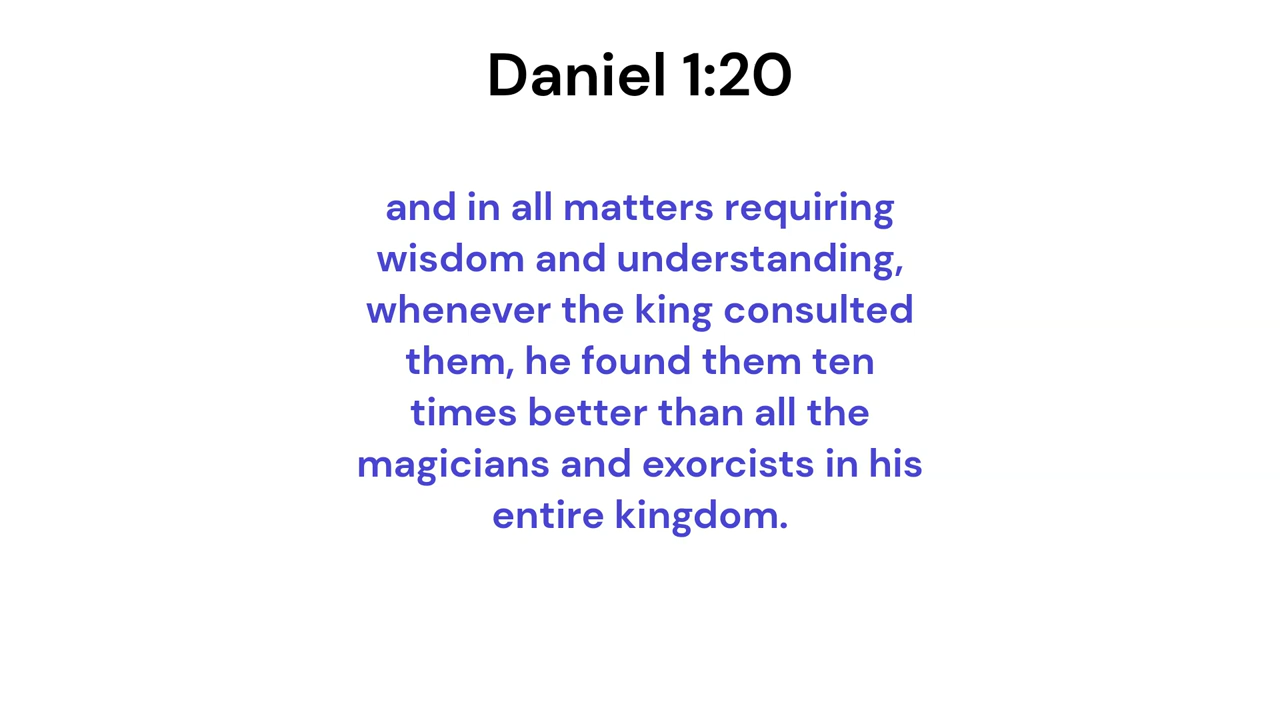 Daniel 1:20
and in all matters requiring
wisdom and understanding,
whenever the king consulted
them, he found them ten
times better than all the
magicians and exorcists in his
entire kingdom.